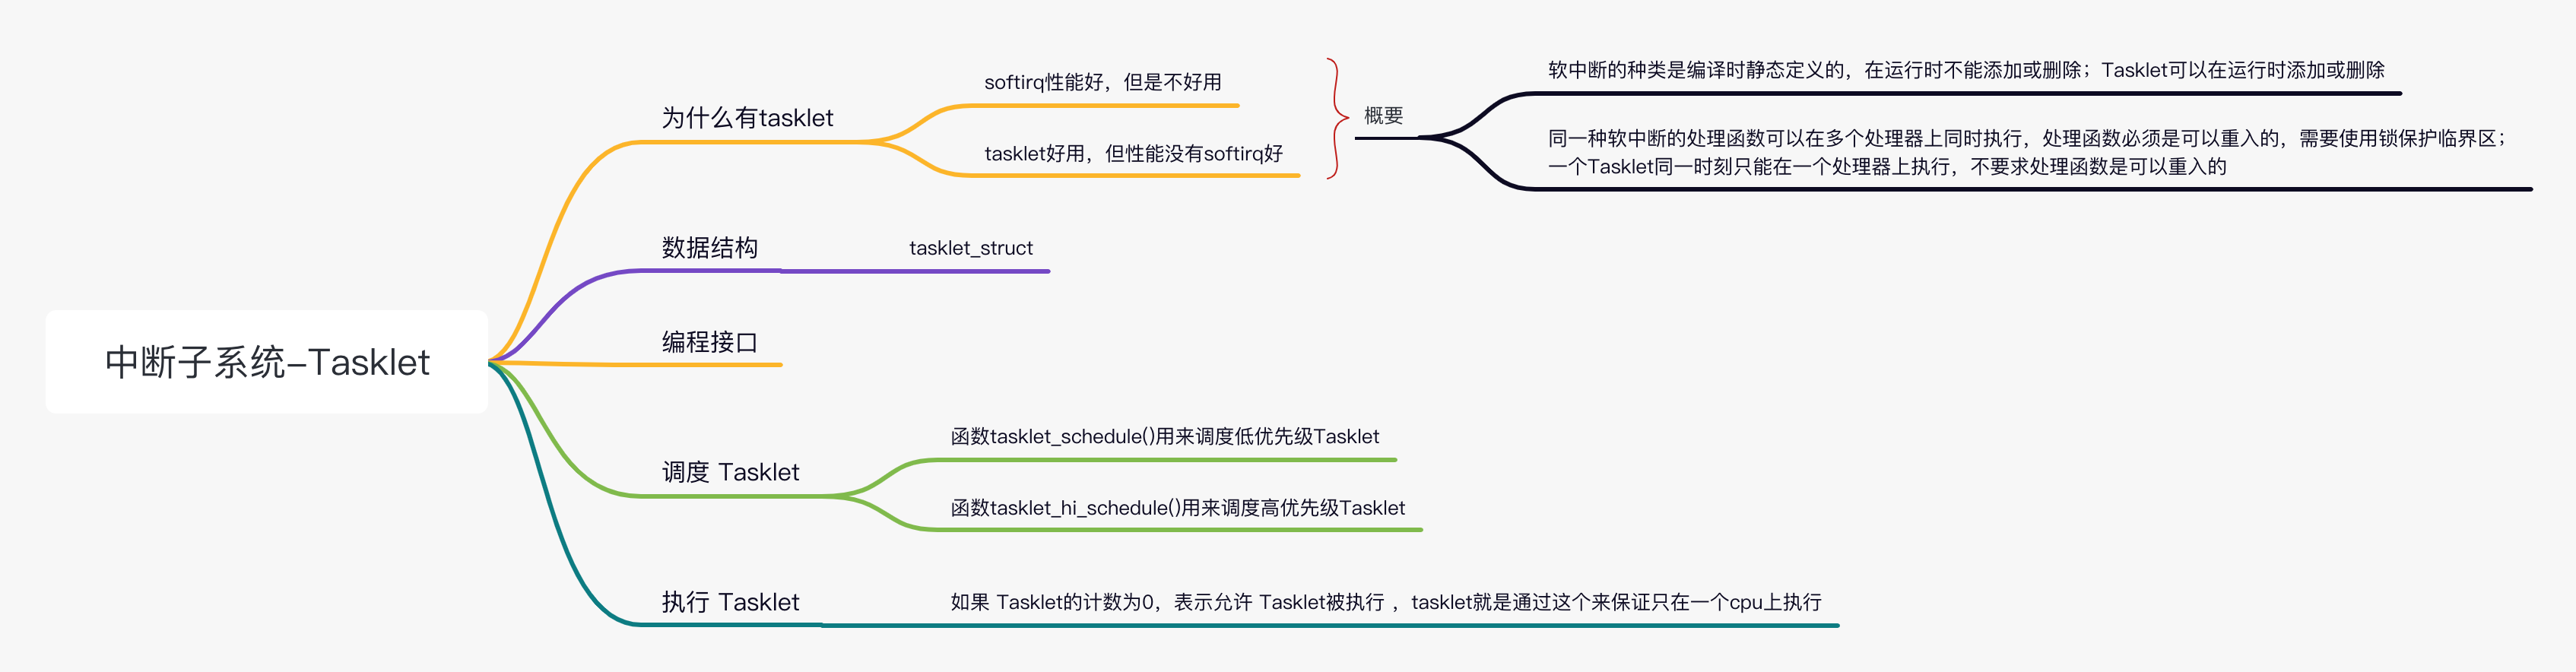 中断子系统–Tasklet
为什么有tasklet
softirq性能好，但是不好用
tasklet好用，但性能没有softirq好
概要
软中断的种类是编译时静态定义的，在运行时不能添加或删除；Tasklet可以在运行时添加或删除
同一种软中断的处理函数可以在多个处理器上同时执行，处理函数必须是可以重入的，需要使用锁保护临界区；
一个Tasklet同一时刻只能在一个处理器上执行，不要求处理函数是可以重入的
数据结构
tasklet_struct
编程接口
调度 Tasklet
函数tasklet_schedule()用来调度低优先级Tasklet
函数tasklet_hi_schedule()用来调度高优先级Tasklet
执行 Tasklet
如果 Tasklet的计数为0，表示允许 Tasklet被执行 ，tasklet就是通过这个来保证只在一个cpu上执行